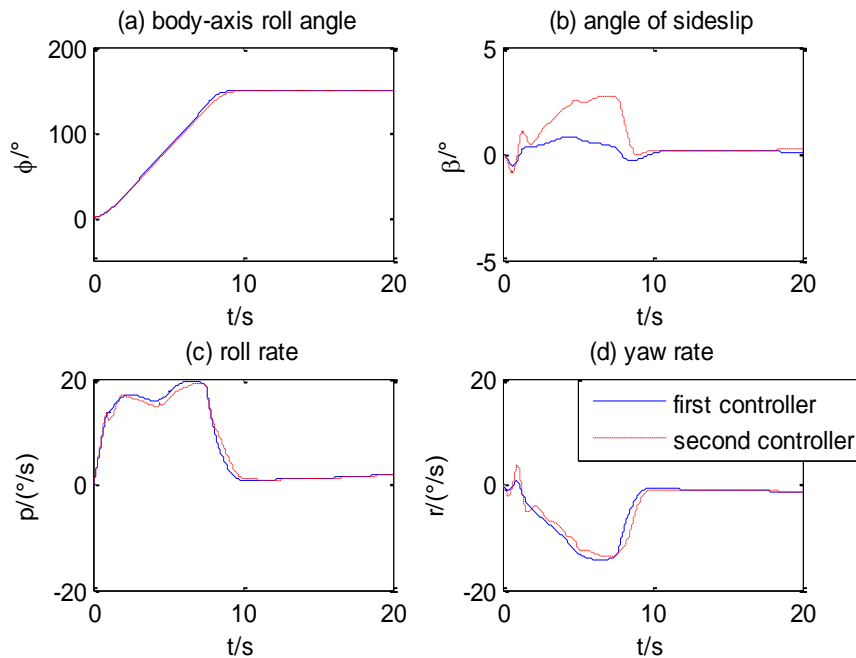 (a) body-axis roll angle
200
100
0
ϕ/°
0
10
20
t/s
(b) angle of sideslip
5
0
-5
β/°
0
10
20
t/s
(c) roll rate
20
0
-20
p/(°/s)
0
10
20
t/s
(d) yaw rate
20
0
-20
r/(°/s)
0
10
20
t/s
first controller
second controller